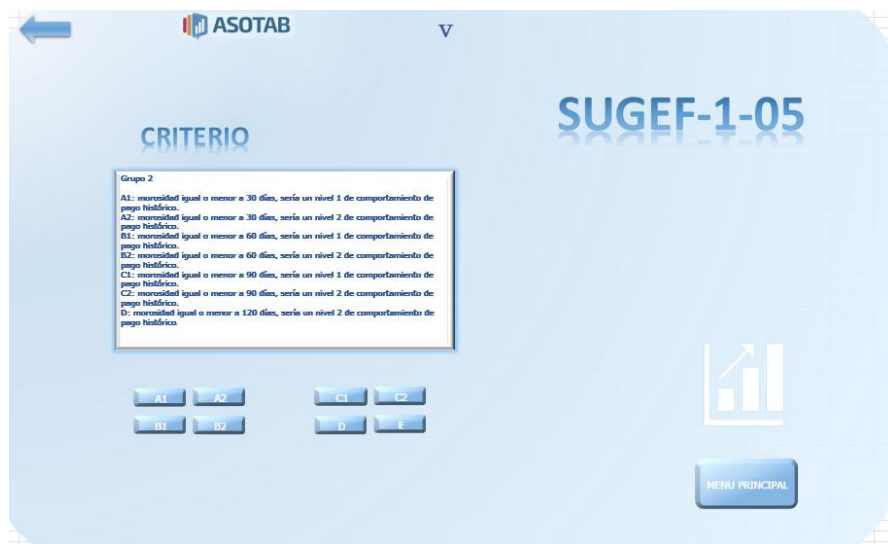 ASOTAB
V
SUGEF-1-05
CRITERIO
Grupo 2
A1: morosidad igual o menor a 30 días, sería un nivel 1 de comportamiento de
pago histórico.
A2: morosidad igual o menor a 30 días, sería un nivel 2 de comportamiento de
pago histórico.
B1: morosidad igual o menor a 60 días, sería un nivel 1 de comportamiento de
pago histórico.
B2: morosidad igual o menor a 60 días, sería un nivel 2 de comportamiento de
pago histórico.
C1: morosidad igual o menor a 90 días, sería un nivel 1 de comportamiento de
pago histórico.
C2: morosidad igual o menor a 90 días, sería un nivel 2 de comportamiento de
pago histórico.
D: morosidad igual o menor a 120 días, sería un nivel 2 de comportamiento de
pago histórico
A1 A2 C1 C2
B1 B2 D E
MENU PRINCIPAL